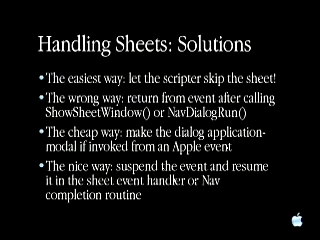 Handling Sheets: Solutions
•The easiest way: let the scripter skip the sheet!
•The wrong way: return from event after calling
ShowSheetWindow() or NavDialogRun()
•The cheap way: make the dialog application-
modal if invoked from an Apple event
•The nice way: suspend the event and resume
it in the sheet event handler or Nav
completion routine